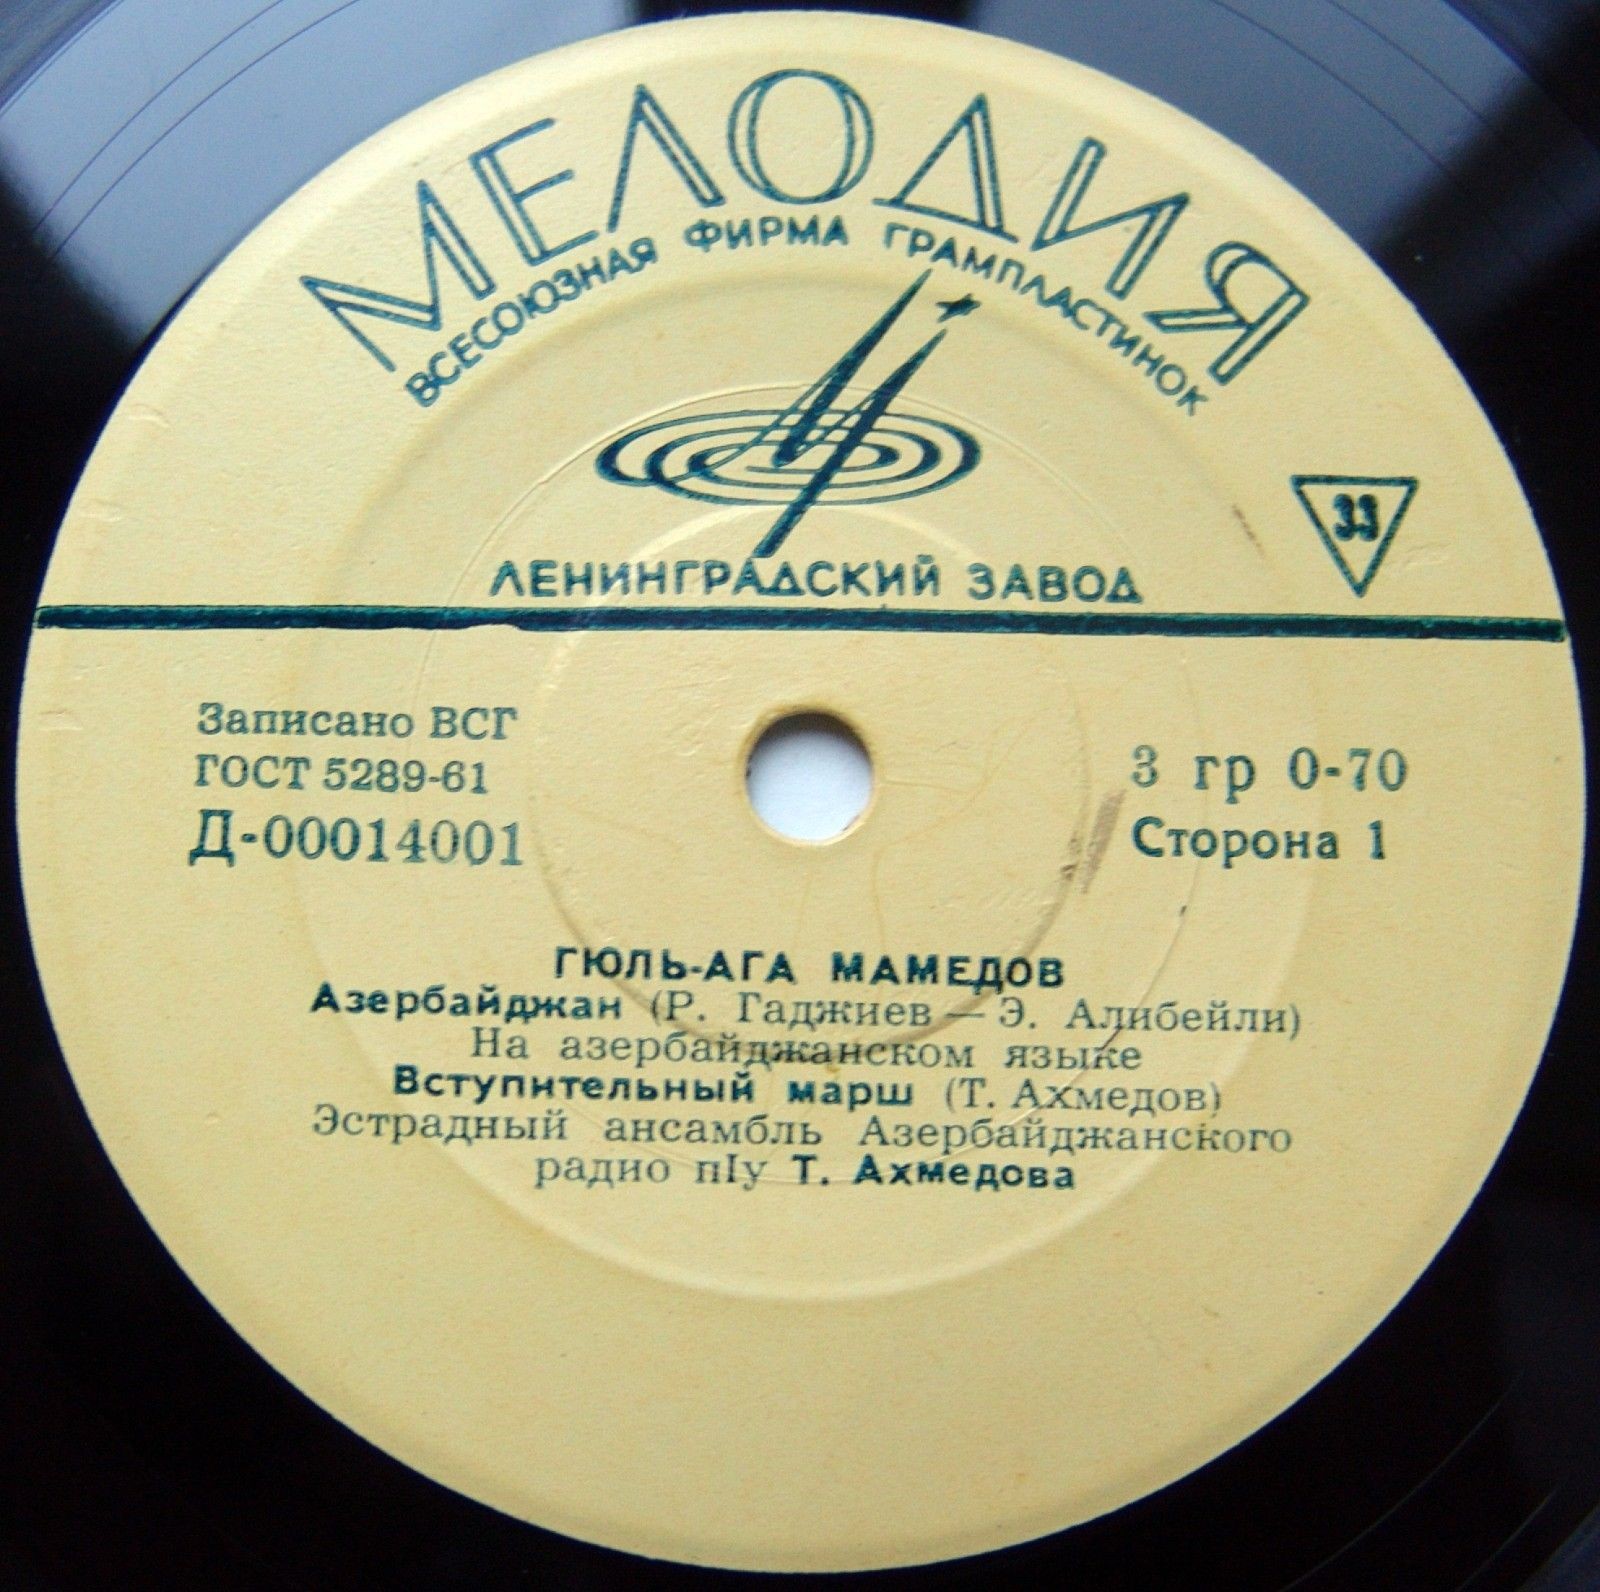 МЕЛОДИЯ
ВСЕСОЮЗНАЯ ФИРМА ГРАМПЛАСТИНОК
33
ЛЕНИНГРАДСКИЙ ЗАВОД
Записано ВСГ
ГОСТ 5289-61
Д-00014001
3 гр 0-70
Сторона 1
ГЮЛЬ-АГА МАМЕДОВ
Азербайджан (Р. Гаджиев — Э. Алибейли)
На азербайджанском языке
Вступительный марш (Т. Ахмедов)
Эстрадный ансамбль Азербайджанского
радио п/у Т. Ахмедова